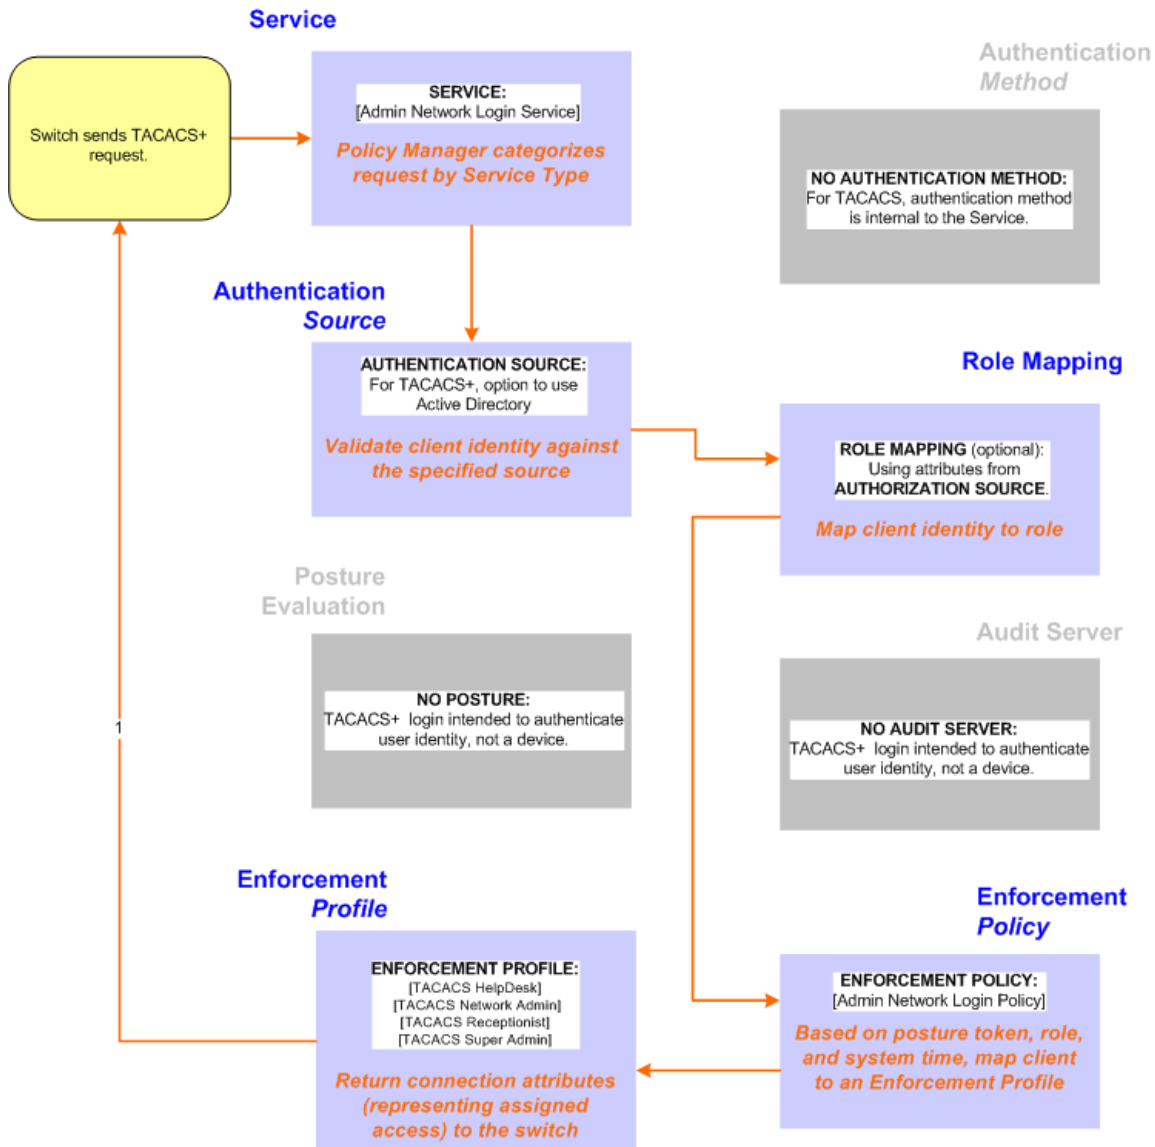 Service
Switch sends TACACS+
request.
SERVICE:
[Admin Network Login Service]
Policy Manager categorizes
request by Service Type
Authentication
Method
NO AUTHENTICATION METHOD:
For TACACS, authentication method
is internal to the Service.
Authentication
Source
AUTHENTICATION SOURCE:
For TACACS+, option to use
Active Directory
Validate client identity against
the specified source
Role Mapping
ROLE MAPPING (optional):
Using attributes from
AUTHORIZATION SOURCE.
Map client identity to role
Posture
Evaluation
NO POSTURE:
TACACS+ login intended to authenticate
user identity, not a device.
Audit Server
NO AUDIT SERVER:
TACACS+ login intended to authenticate
user identity, not a device.
1
Enforcement
Profile
ENFORCEMENT PROFILE:
[TACACS HelpDesk]
[TACACS Network Admin]
[TACACS Receptionist]
[TACACS Super Admin]
Return connection attributes
(representing assigned
access) to the switch
Enforcement
Policy
ENFORCEMENT POLICY:
[Admin Network Login Policy]
Based on posture token, role,
and system time, map client
to an Enforcement Profile